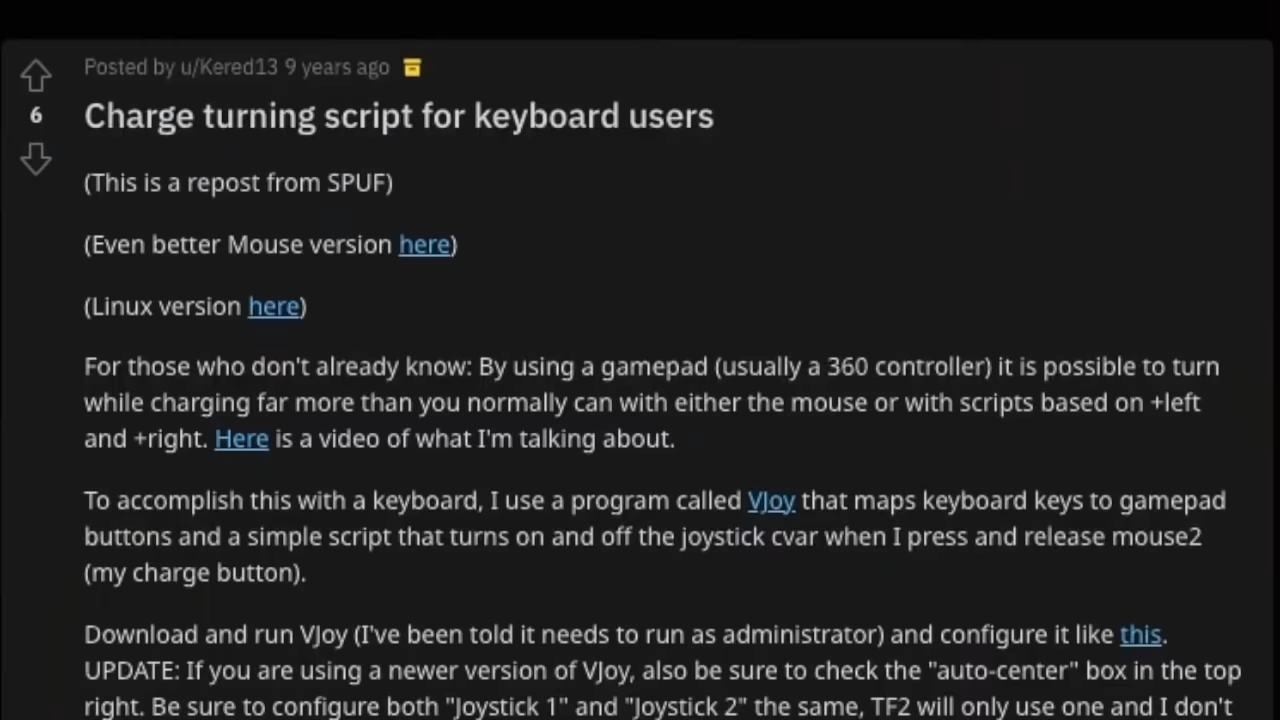 Posted by u/Kered13 9 years ago
6
Charge turning script for keyboard users
(This is a repost from SPUF)
(Even better Mouse version here)
(Linux version here)
For those who don't already know: By using a gamepad (usually a 360 controller) it is possible to turn
while charging far more than you normally can with either the mouse or with scripts based on +left
and +right. Here is a video of what I'm talking about.
To accomplish this with a keyboard, I use a program called VJoy that maps keyboard keys to gamepad
buttons and a simple script that turns on and off the joystick cvar when I press and release mouse2
(my charge button).
Download and run VJoy (I've been told it needs to run as administrator) and configure it like this.
UPDATE: If you are using a newer version of VJoy, also be sure to check the "auto-center" box in the top
right. Be sure to configure both "Joystick 1" and "Joystick 2" the same, TF2 will only use one and I don't